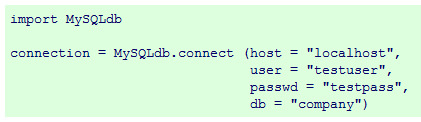 import MySQLdb
connection = MySQLdb.connect (host = "localhost",
user = "testuser",
passwd = "testpass",
db = "company")